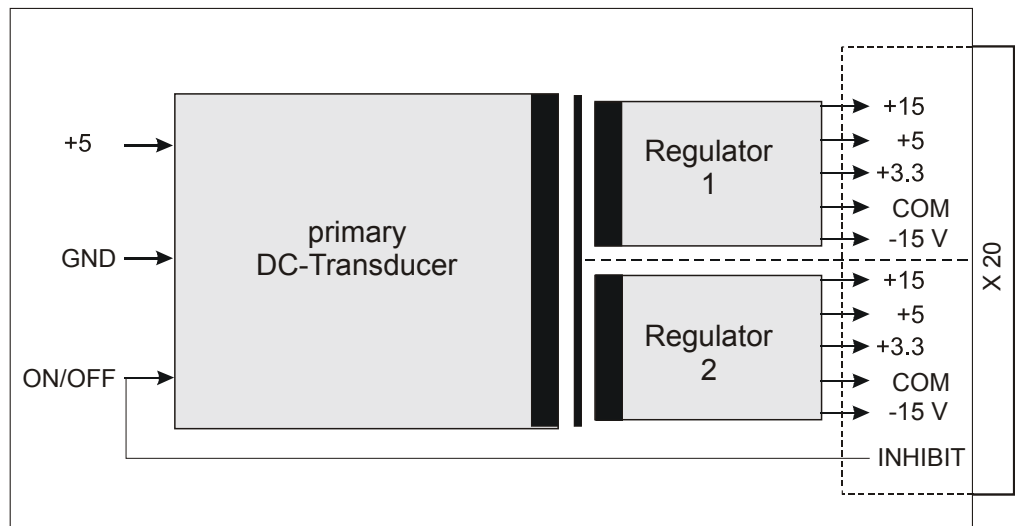 +5
GND
ON/OFF
primary
DC-Transducer
Regulator
1
+15
+5
+3.3
COM
-15 V
Regulator
2
+15
+5
+3.3
COM
-15 V
INHIBIT
X 20